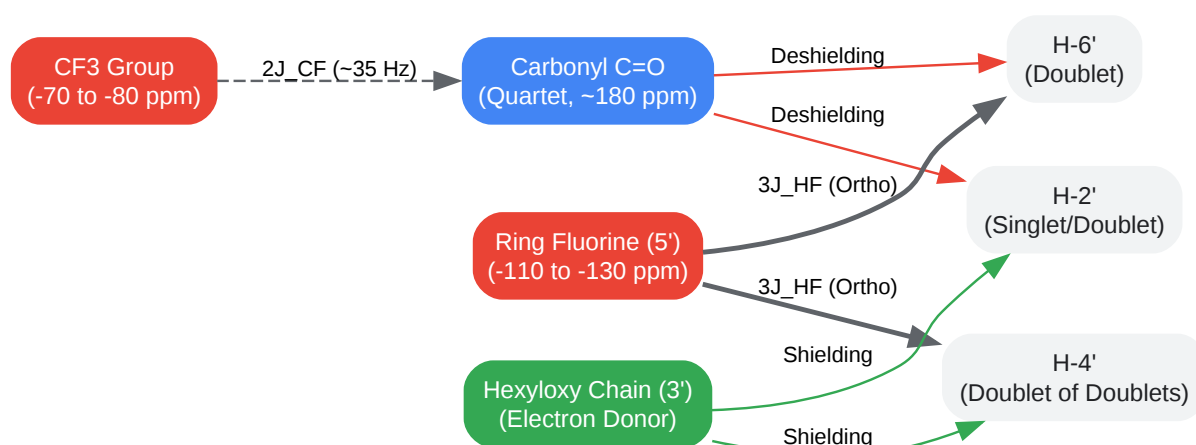 CF3 Group
(-70 to -80 ppm)
2J_CF (~35 Hz)
Carbonyl C=O
(Quartet, ~180 ppm)
Deshielding
Deshielding
H-6'
(Doublet)
3J_HF (Ortho)
H-2'
(Singlet/Doublet)
Ring Fluorine (5')
(-110 to -130 ppm)
3J_HF (Ortho)
Shielding
H-4'
(Doublet of Doublets)
Hexyloxy Chain (3')
(Electron Donor)
Shielding